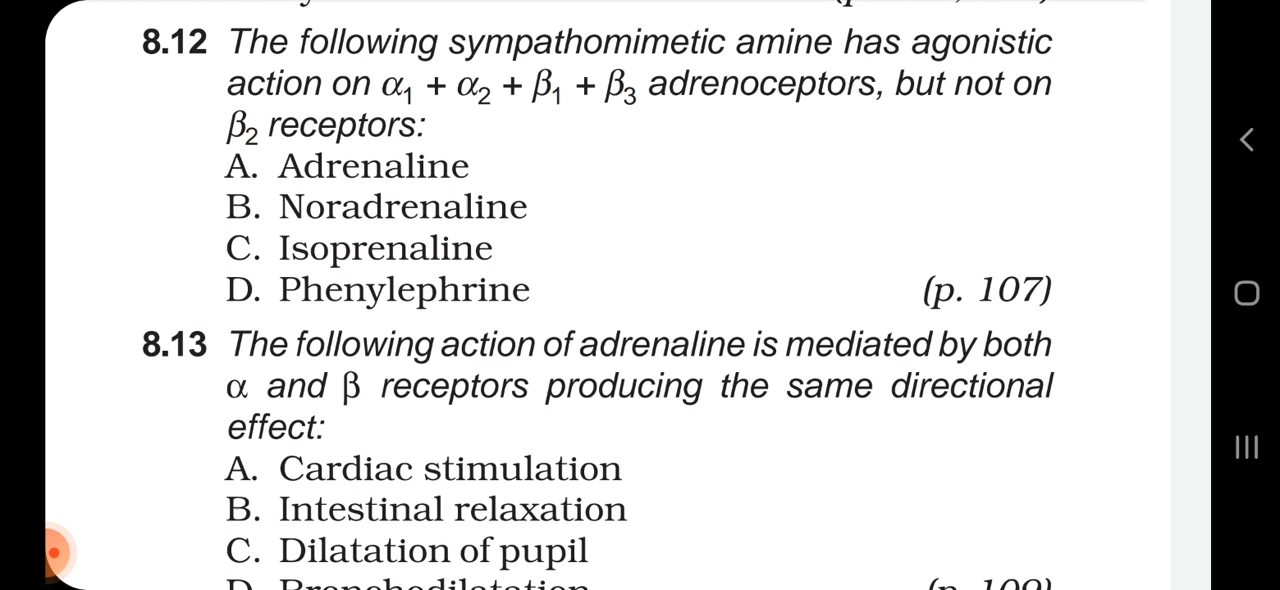 8.12 The following sympathomimetic amine has agonistic
action on α₁ + α₂ + β₁ + β₃ adrenoceptors, but not on
β₂ receptors:
A. Adrenaline
B. Noradrenaline
C. Isoprenaline
D. Phenylephrine (p. 107)
8.13 The following action of adrenaline is mediated by both
α and β receptors producing the same directional
effect:
A. Cardiac stimulation
B. Intestinal relaxation
C. Dilatation of pupil
D. Bronchodilatation (p. 109)